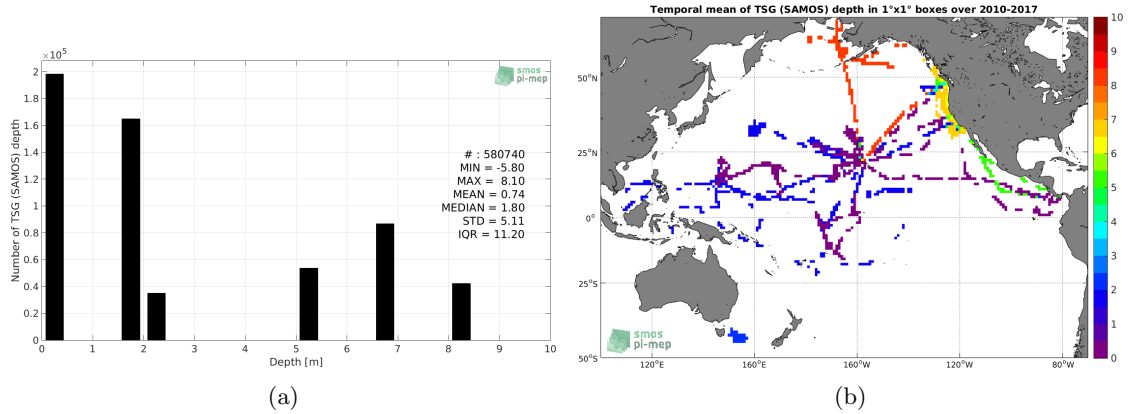 ×10^5
2
1.8
1.6
1.4
1.2
1
0.8
0.6
0.4
0.2
0
Number of TSG (SAMOS) depth
0 1 2 3 4 5 6 7 8 9 10
Depth [m]
smos
pi-mep
# : 580740
MIN = -5.80
MAX = 8.10
MEAN = 0.74
MEDIAN = 1.80
STD = 5.11
IQR = 11.20
(a)
Temporal mean of TSG (SAMOS) depth in 1°x1° boxes over 2010-2017
50°N
25°N
0°
25°S
50°S
120°E 160°E 160°W 120°W 80°W
smos
pi-mep
10
9
8
7
6
5
4
3
2
1
0
(b)